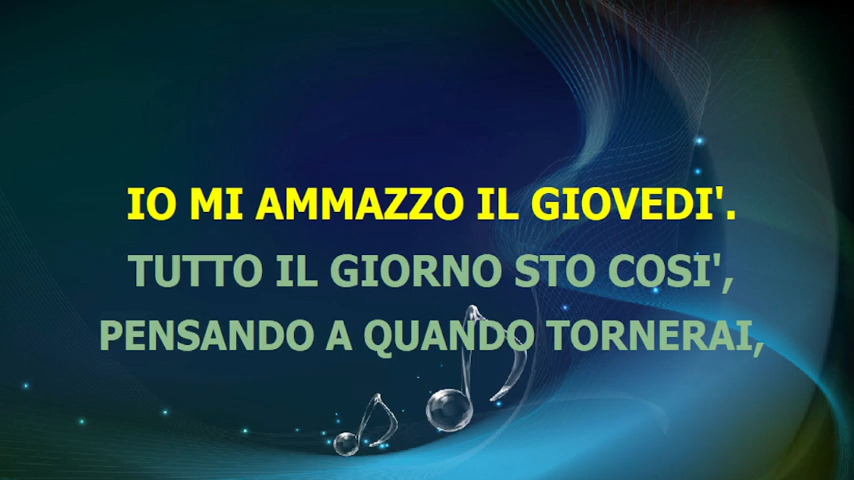 IO MI AMMAZZO IL GIOVEDI'.
TUTTO IL GIORNO STO COSI',
PENSANDO A QUANDO TORNERAI,